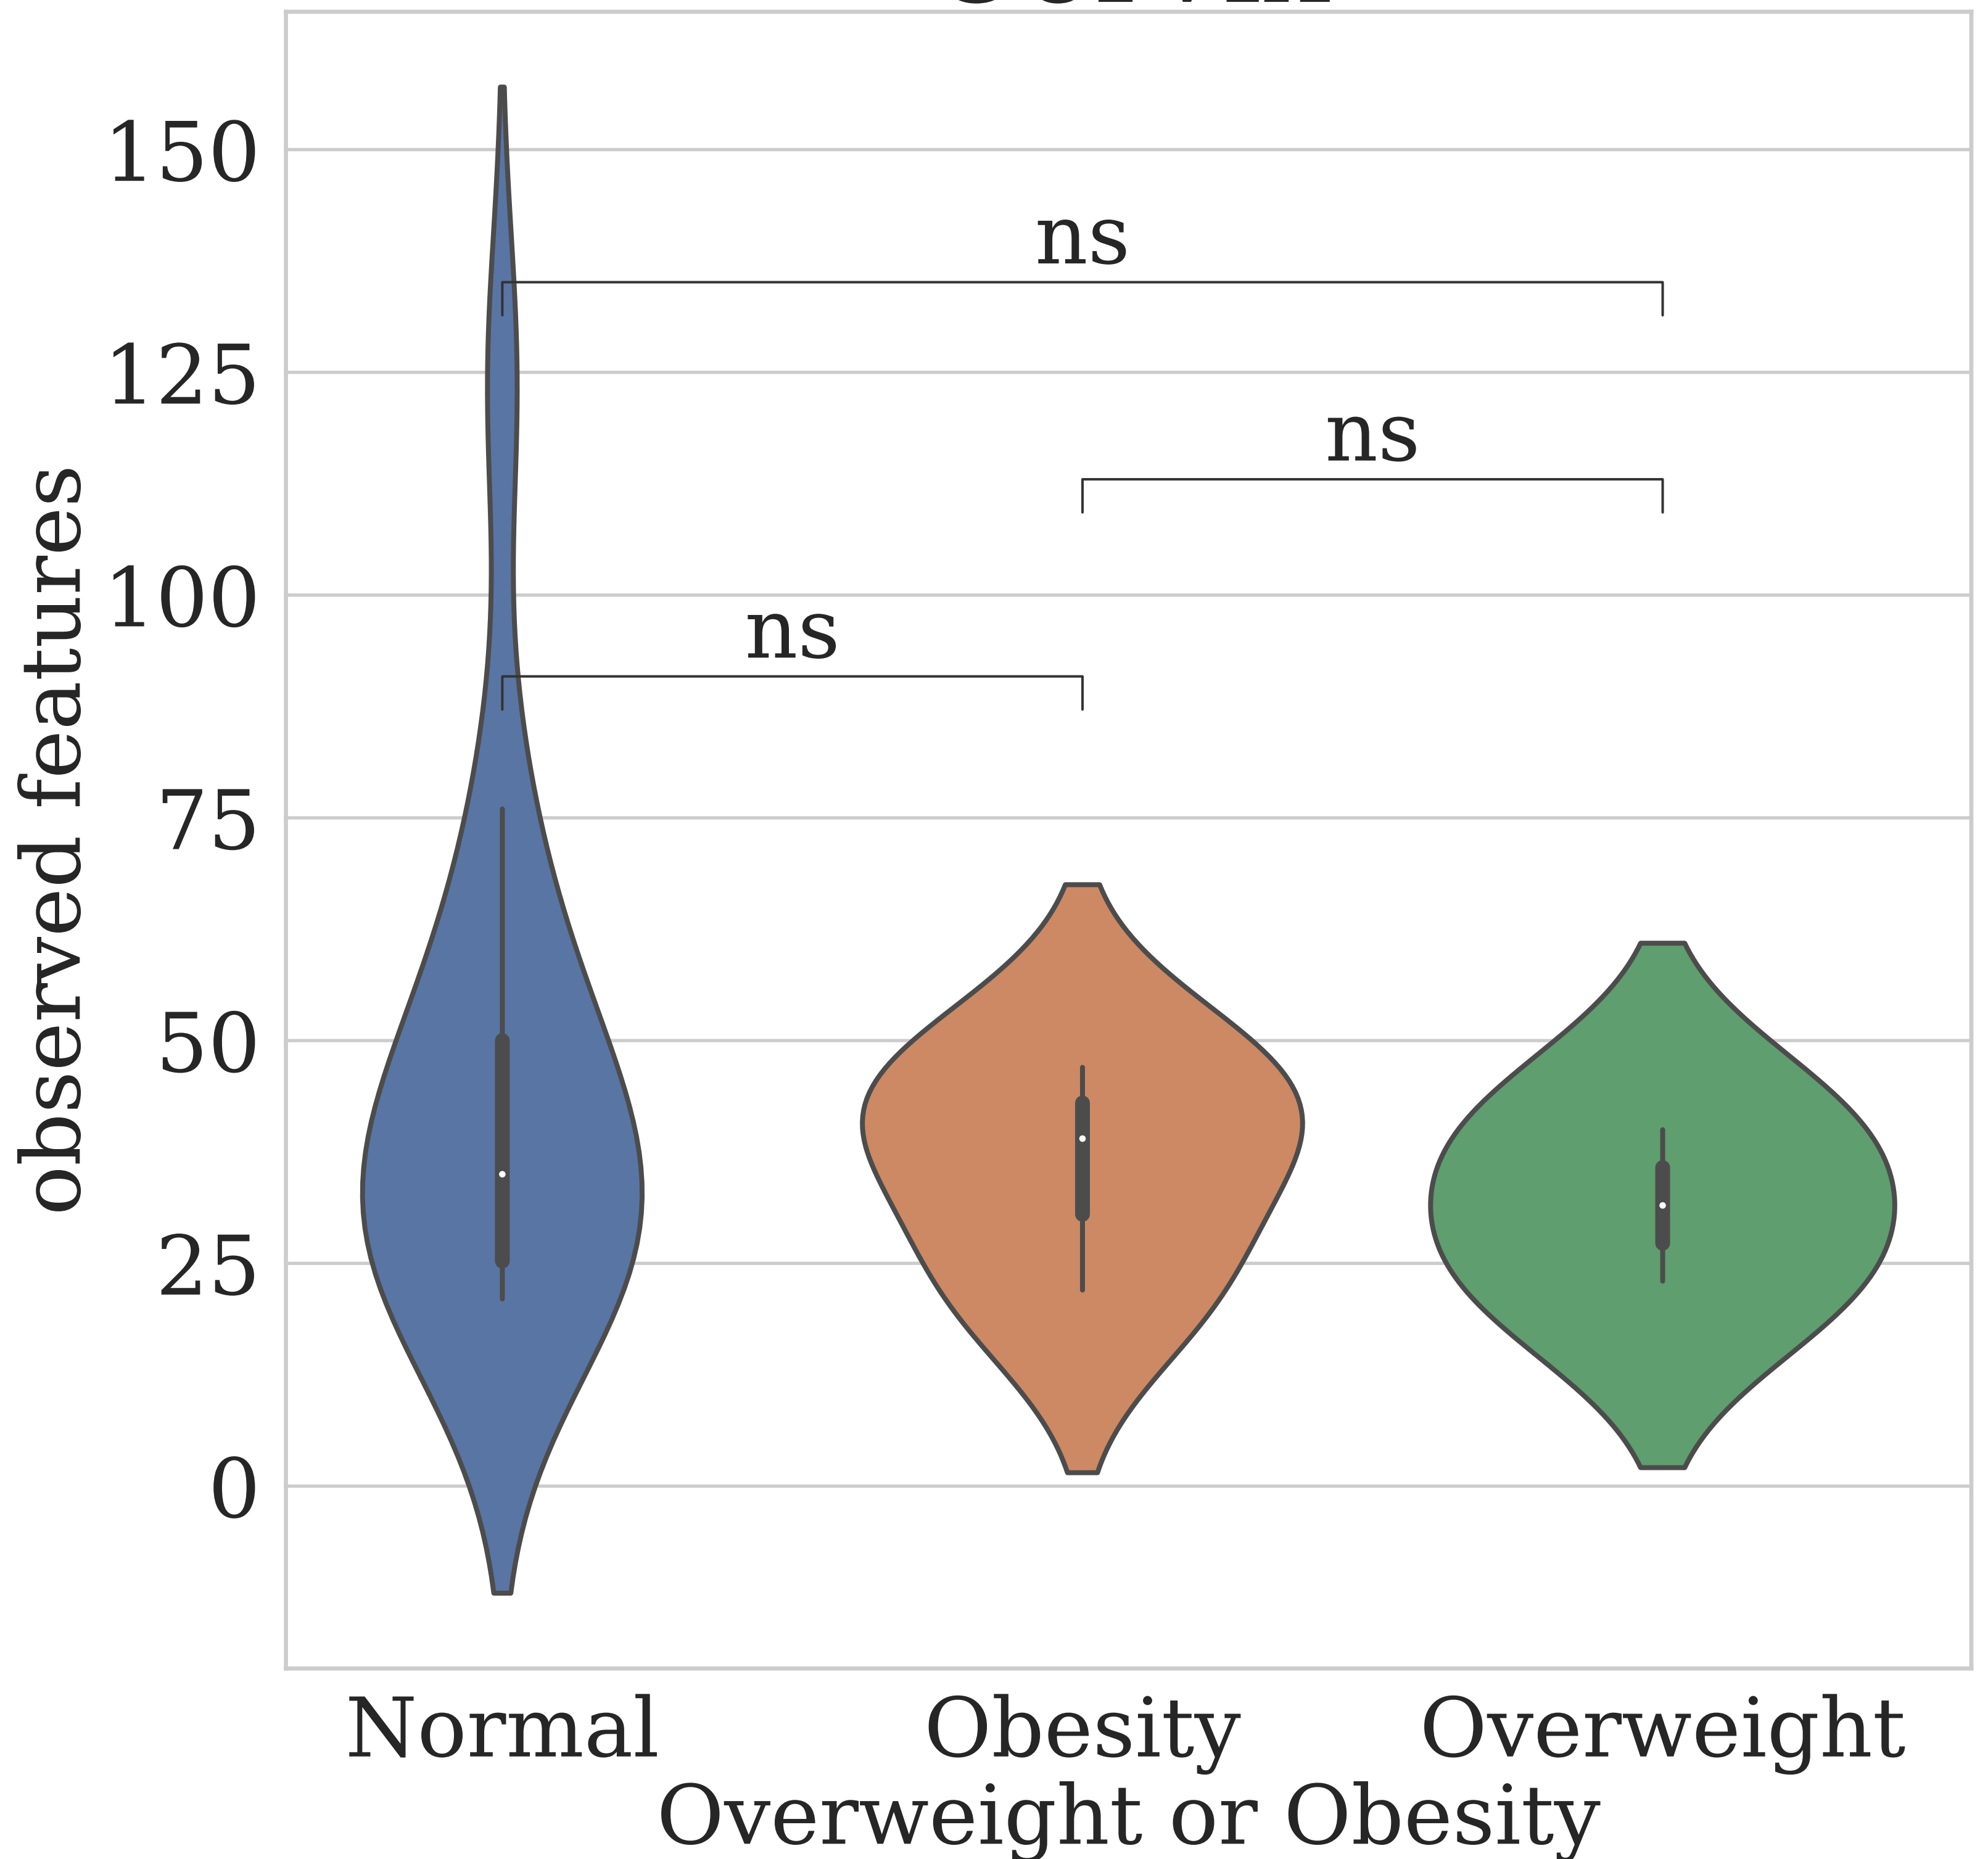 150
ns
125
ns
100
ns
75
50
25
0
observed features
Normal Obesity Overweight
Overweight or Obesity